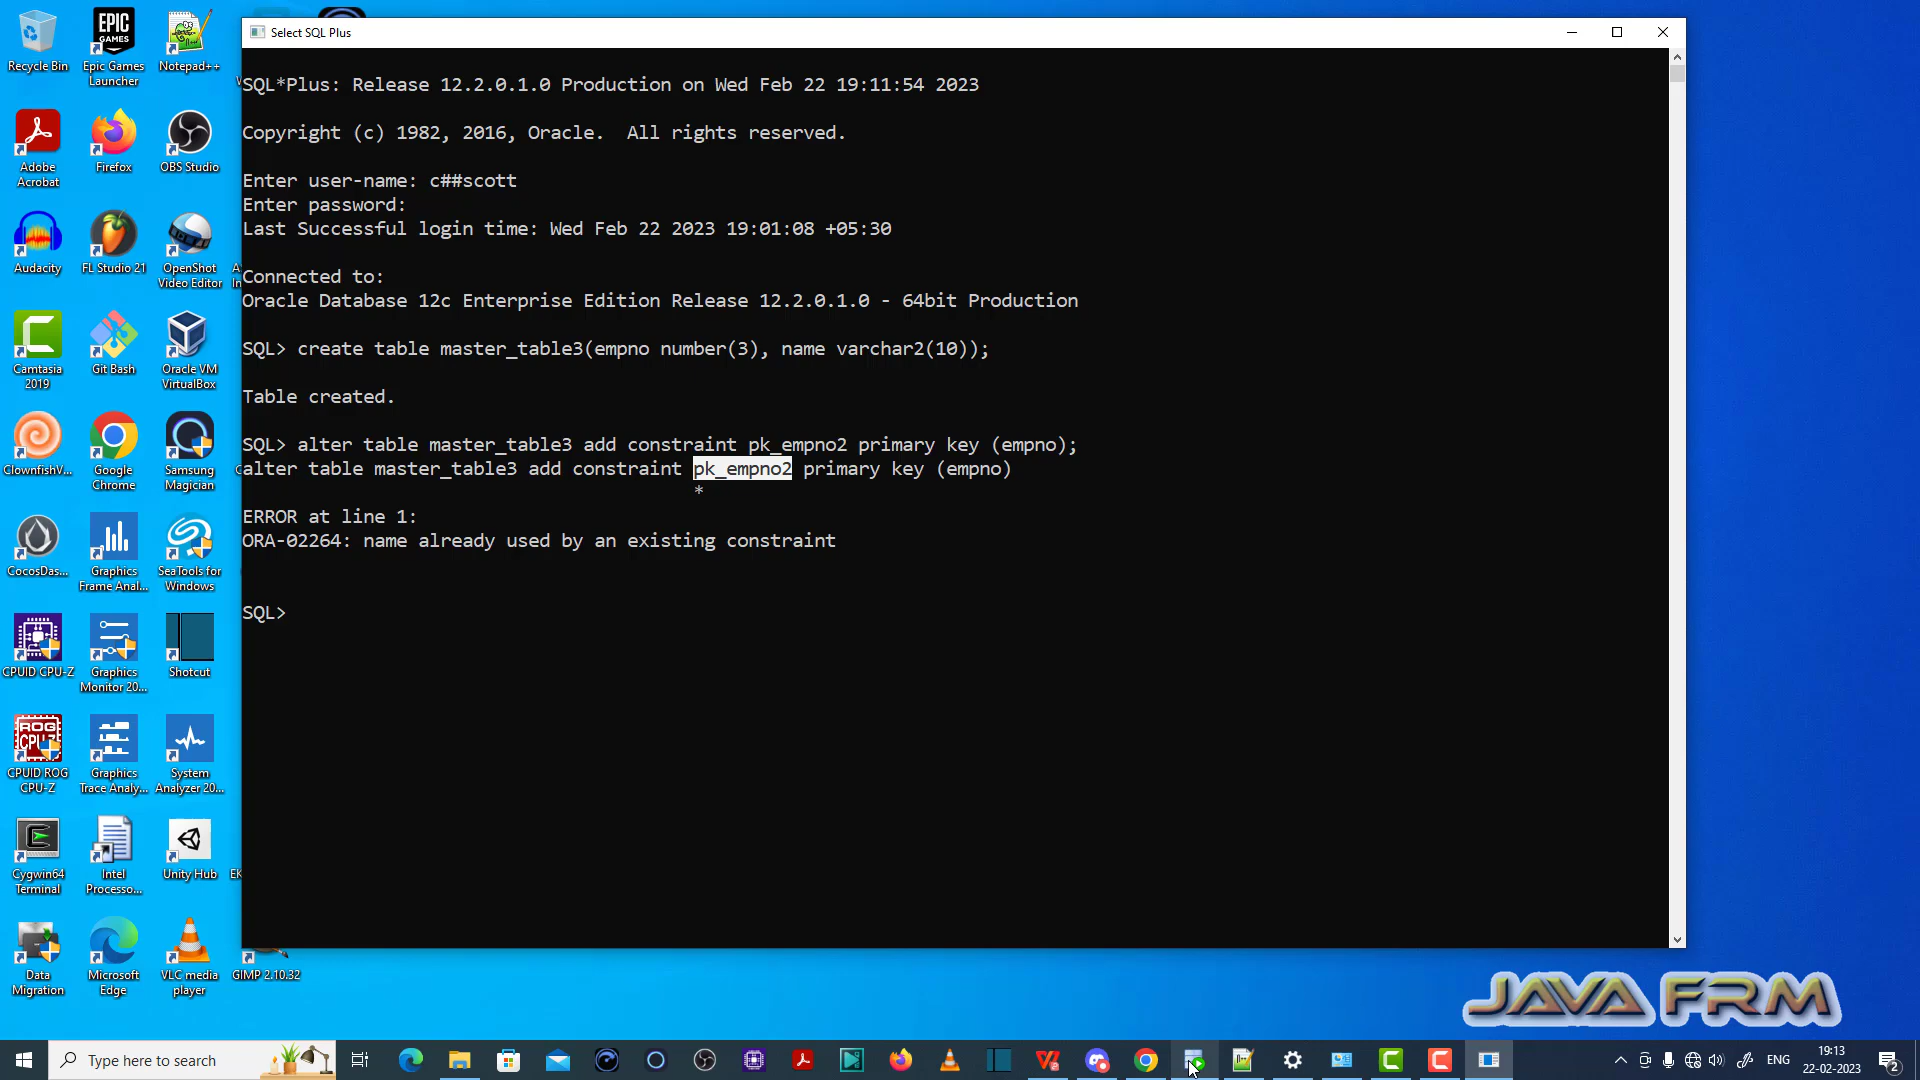 Select SQL Plus
SQL*Plus: Release 12.2.0.1.0 Production on Wed Feb 22 19:11:54 2023
Copyright (c) 1982, 2016, Oracle.  All rights reserved.
Enter user-name: c##scott
Enter password:
Last Successful login time: Wed Feb 22 2023 19:01:08 +05:30
Connected to:
Oracle Database 12c Enterprise Edition Release 12.2.0.1.0 - 64bit Production
SQL> create table master_table3(empno number(3), name varchar2(10));
Table created.
SQL> alter table master_table3 add constraint pk_empno2 primary key (empno);
alter table master_table3 add constraint pk_empno2 primary key (empno)
*
ERROR at line 1:
ORA-02264: name already used by an existing constraint
SQL>
Recycle Bin
Epic Games
Launcher
Notepad++
Adobe
Acrobat
Firefox
OBS Studio
Audacity
FL Studio 21
OpenShot
Video Editor
Camtasia
2019
Git Bash
Oracle VM
VirtualBox
ClownfishV...
Google
Chrome
Samsung
Magician
CocosDas...
Graphics
Frame Anal...
SeaTools for
Windows
CPUID CPU-Z
Graphics
Monitor 20...
Shotcut
CPUID ROG
CPU-Z
Graphics
Trace Analy...
System
Analyzer 20...
Cygwin64
Terminal
Intel
Processo...
Unity Hub
Data
Migration
Microsoft
Edge
VLC media
player
GIMP 2.10.32
JAVA FRM
Type here to search
ENG
19:13
22-02-2023
2